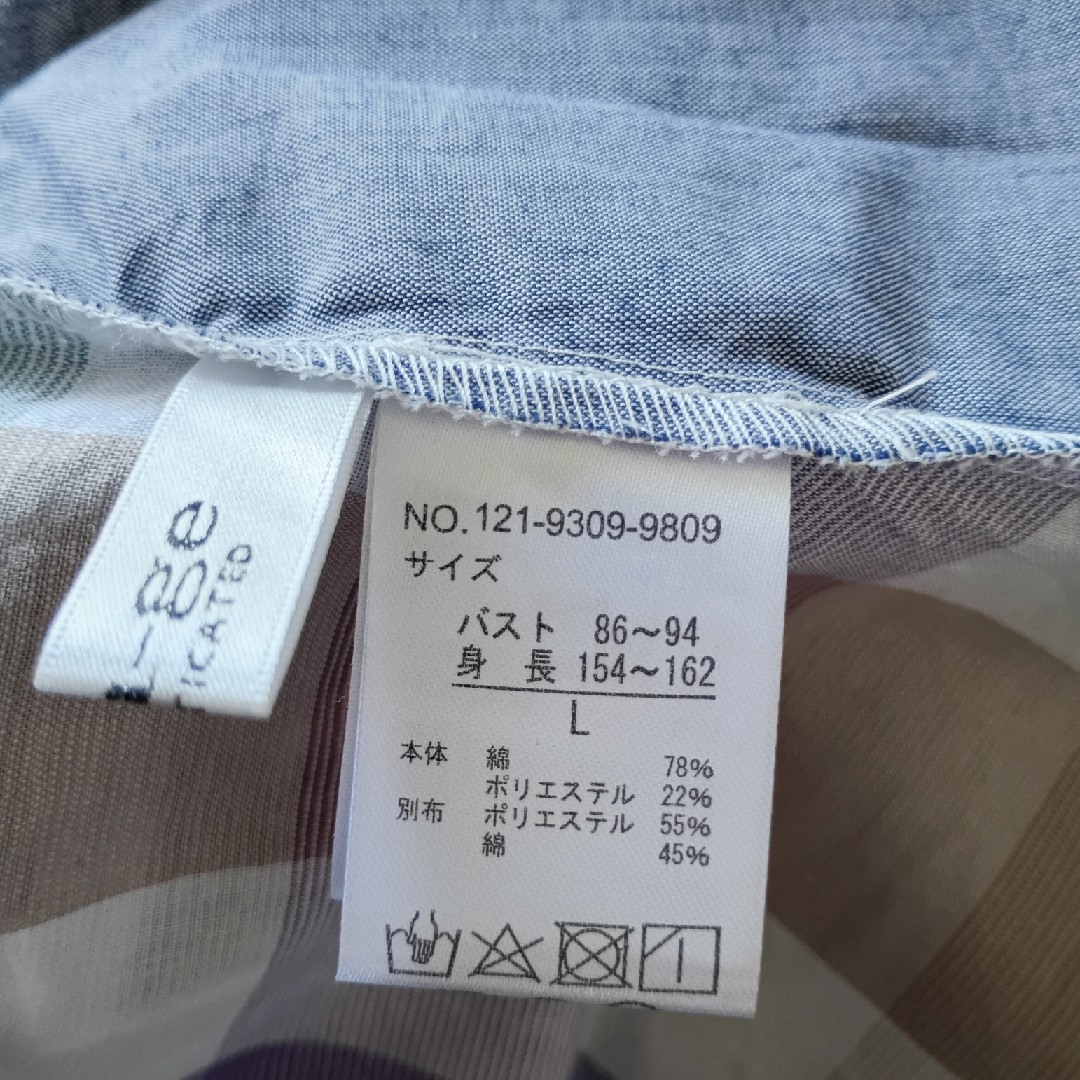 ge
NO.121-9309-9809
サイズ
バスト 86～94
身 長 154～162
L
本体 綿 78%
ポリエステル 22%
別布 ポリエステル 55%
綿 45%